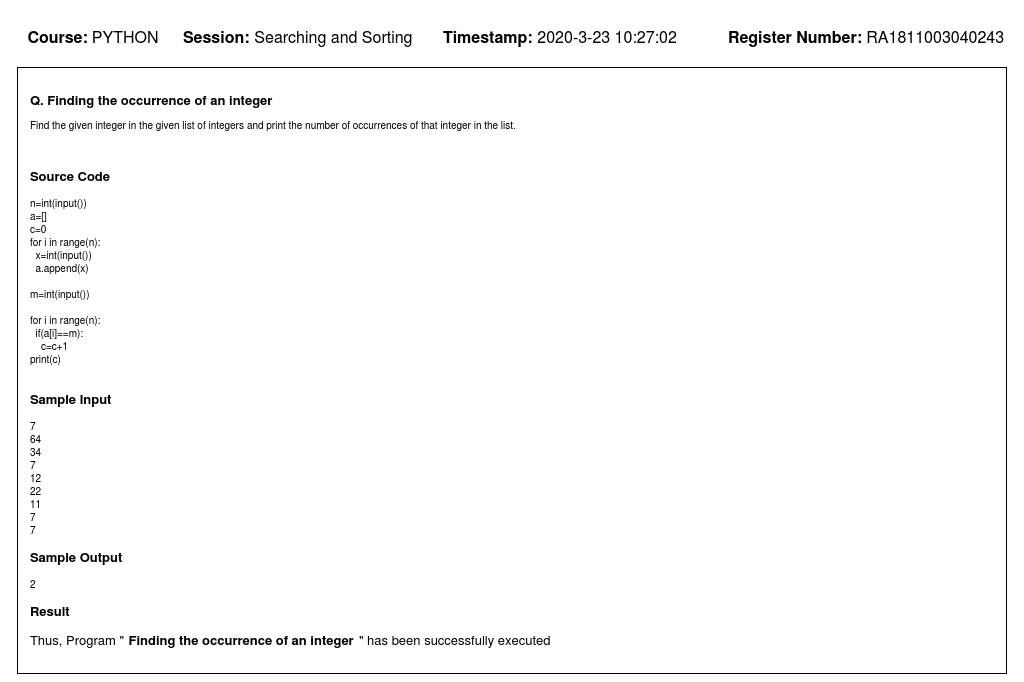 Course: PYTHON Session: Searching and Sorting Timestamp: 2020-3-23 10:27:02 Register Number: RA1811003040243
Q. Finding the occurrence of an integer
Find the given integer in the given list of integers and print the number of occurrences of that integer in the list.
Source Code
n=int(input())
a=[]
c=0
for i in range(n):
  x=int(input())
  a.append(x)

m=int(input())

for i in range(n):
  if(a[i]==m):
    c=c+1
print(c)
Sample Input
7
64
34
7
12
22
11
7
7
Sample Output
2
Result
Thus, Program " Finding the occurrence of an integer " has been successfully executed